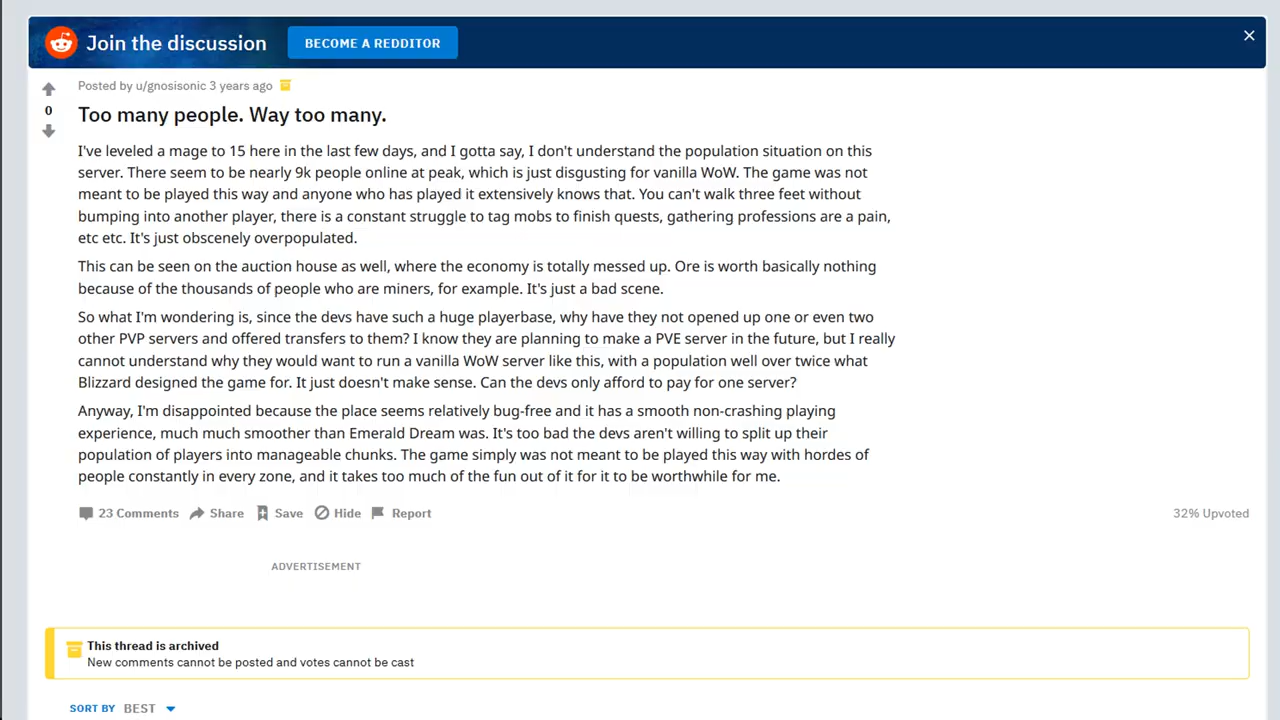 Join the discussion
BECOME A REDDITOR
Posted by u/gnosisonic 3 years ago
0
Too many people. Way too many.
I've leveled a mage to 15 here in the last few days, and I gotta say, I don't understand the population situation on this
server. There seem to be nearly 9k people online at peak, which is just disgusting for vanilla WoW. The game was not
meant to be played this way and anyone who has played it extensively knows that. You can't walk three feet without
bumping into another player, there is a constant struggle to tag mobs to finish quests, gathering professions are a pain,
etc etc. It's just obscenely overpopulated.
This can be seen on the auction house as well, where the economy is totally messed up. Ore is worth basically nothing
because of the thousands of people who are miners, for example. It's just a bad scene.
So what I'm wondering is, since the devs have such a huge playerbase, why have they not opened up one or even two
other PVP servers and offered transfers to them? I know they are planning to make a PVE server in the future, but I really
cannot understand why they would want to run a vanilla WoW server like this, with a population well over twice what
Blizzard designed the game for. It just doesn't make sense. Can the devs only afford to pay for one server?
Anyway, I'm disappointed because the place seems relatively bug-free and it has a smooth non-crashing playing
experience, much much smoother than Emerald Dream was. It's too bad the devs aren't willing to split up their
population of players into manageable chunks. The game simply was not meant to be played this way with hordes of
people constantly in every zone, and it takes too much of the fun out of it for it to be worthwhile for me.
23 Comments Share Save Hide Report 32% Upvoted
ADVERTISEMENT
This thread is archived
New comments cannot be posted and votes cannot be cast
SORT BY BEST